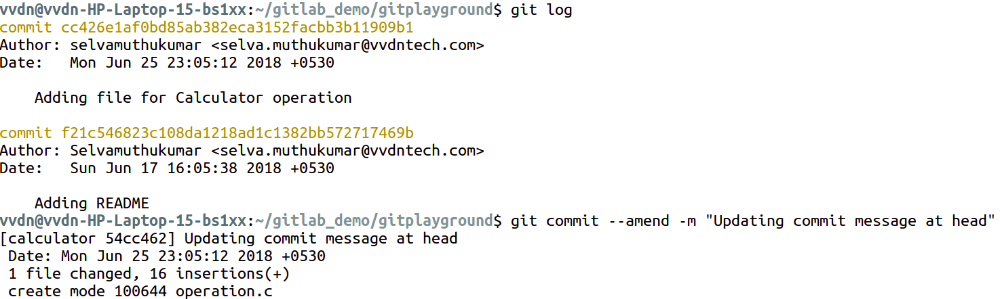 vvdn@vvdn-HP-Laptop-15-bs1xx:~/gitlab_demo/gitplayground$ git log
commit cc426e1af0bd85ab382eca3152facbb3b11909b1
Author: selvamuthukumar <selva.muthukumar@vvdntech.com>
Date:   Mon Jun 25 23:05:12 2018 +0530
    Adding file for Calculator operation
commit f21c546823c108da1218ad1c1382bb572717469b
Author: Selvamuthukumar <selva.muthukumar@vvdntech.com>
Date:   Sun Jun 17 16:05:38 2018 +0530
    Adding README
vvdn@vvdn-HP-Laptop-15-bs1xx:~/gitlab_demo/gitplayground$ git commit --amend -m "Updating commit message at head"
[calculator 54cc462] Updating commit message at head
 Date: Mon Jun 25 23:05:12 2018 +0530
 1 file changed, 16 insertions(+)
 create mode 100644 operation.c